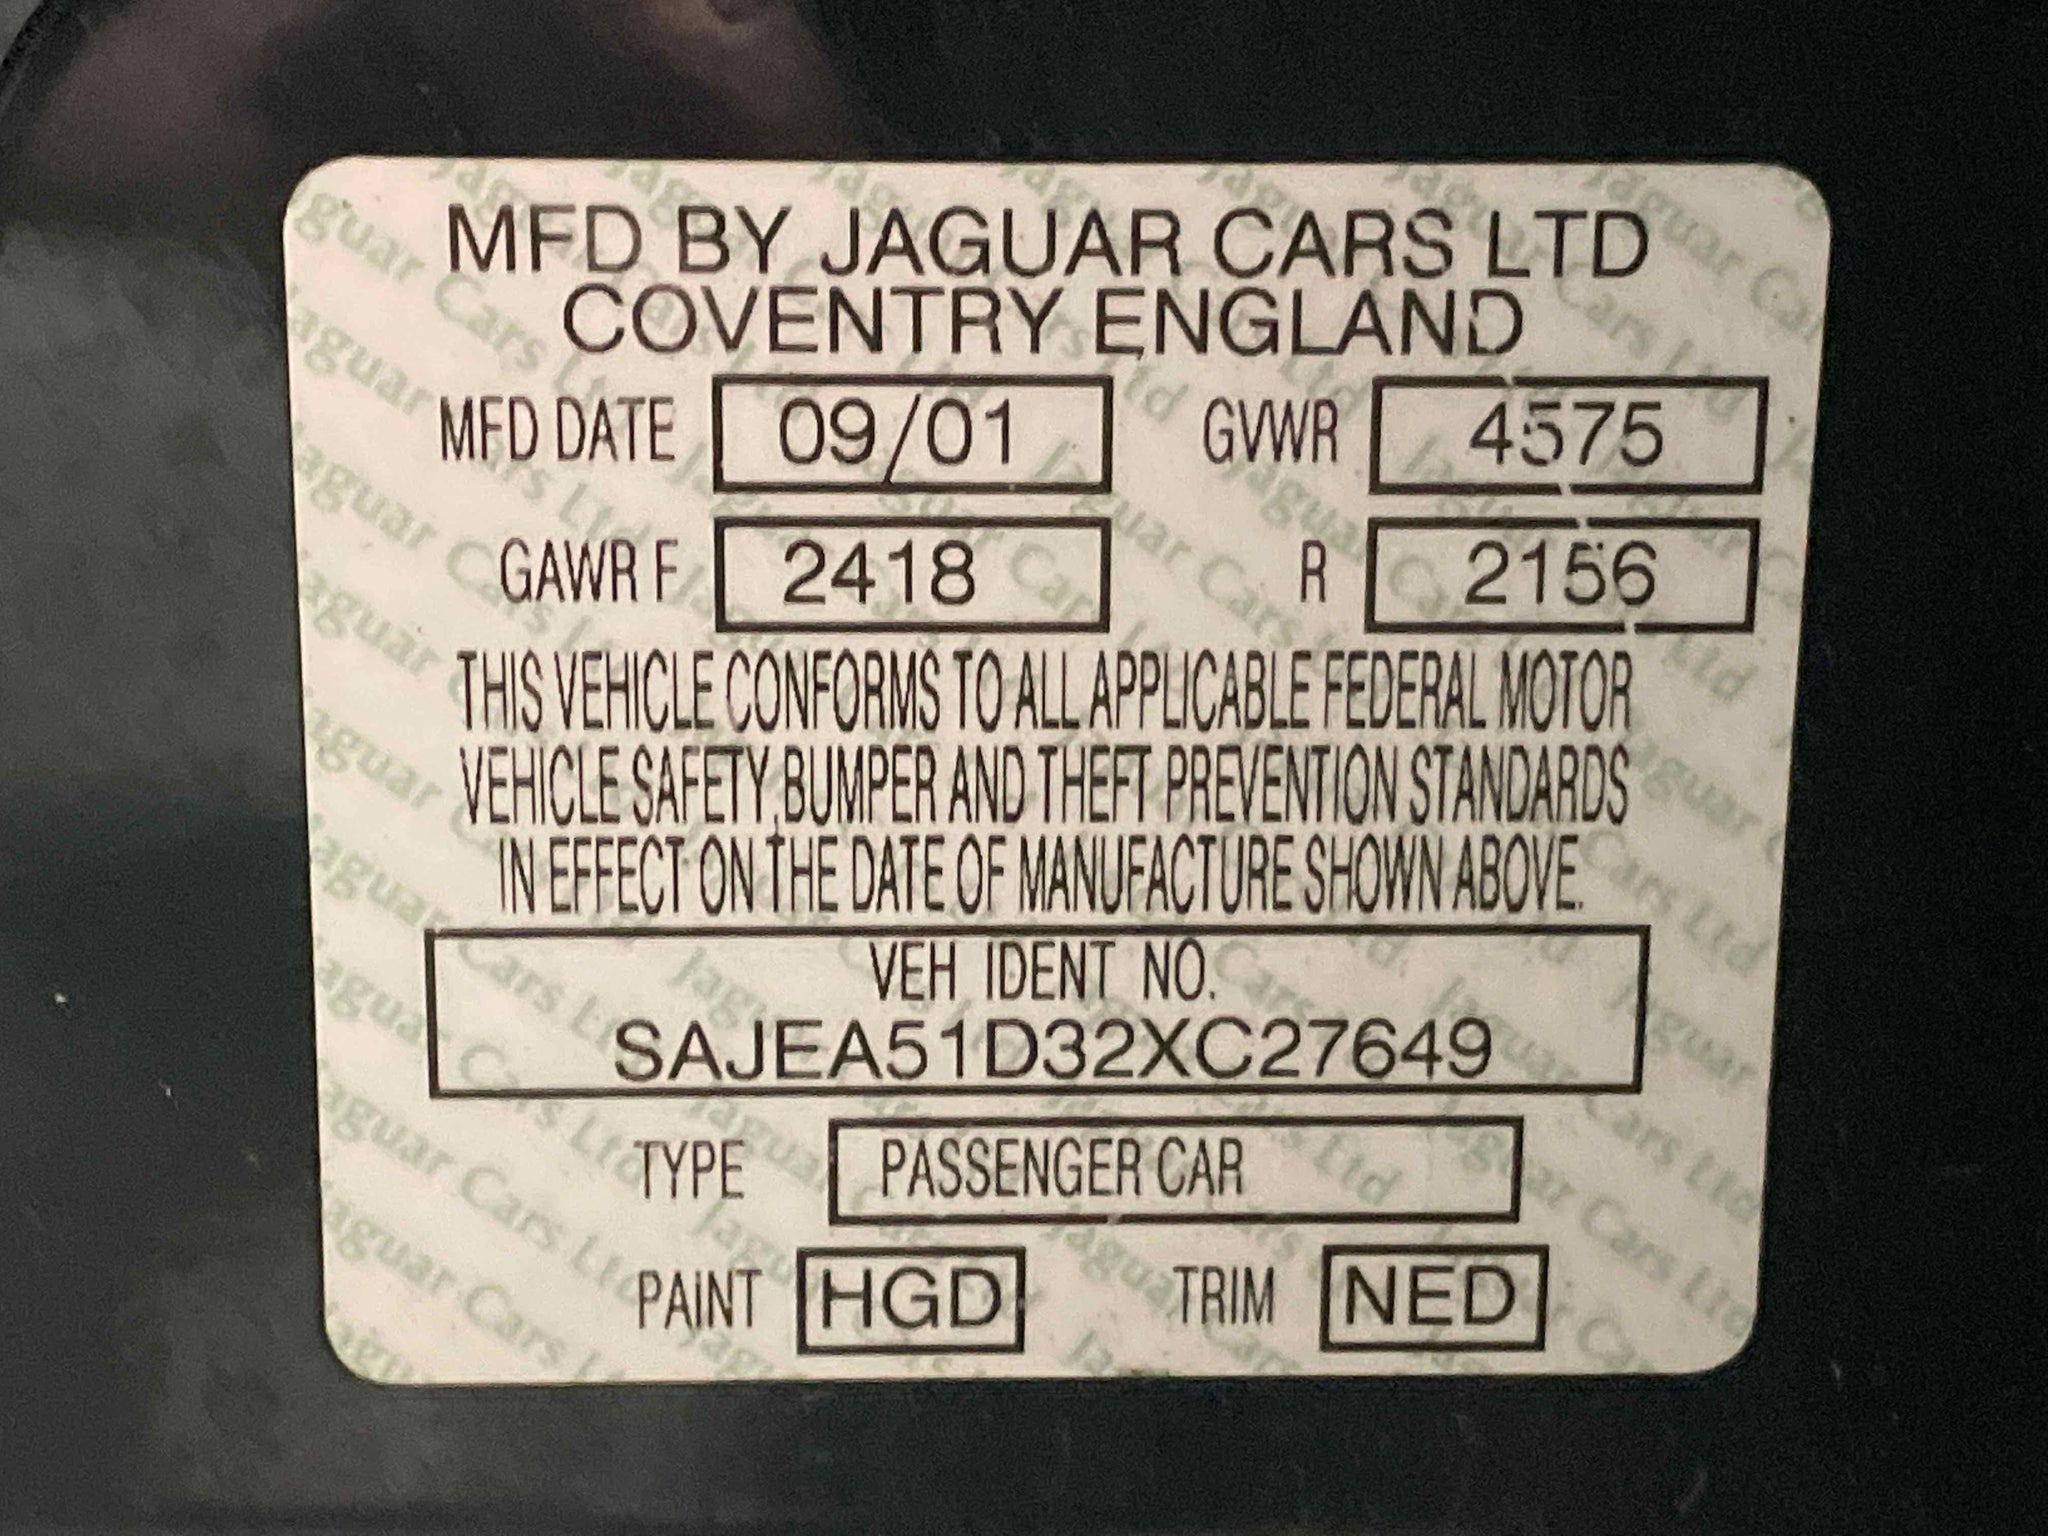 MFD BY JAGUAR CARS LTD
COVENTRY ENGLAND
MFD DATE 09/01 GVWR 4575
GAWR F 2418 R 2156
THIS VEHICLE CONFORMS TO ALL APPLICABLE FEDERAL MOTOR
VEHICLE SAFETY, BUMPER AND THEFT PREVENTION STANDARDS
IN EFFECT ON THE DATE OF MANUFACTURE SHOWN ABOVE.
VEH IDENT NO.
SAJEA51D32XC27649
TYPE PASSENGER CAR
PAINT HGD TRIM NED